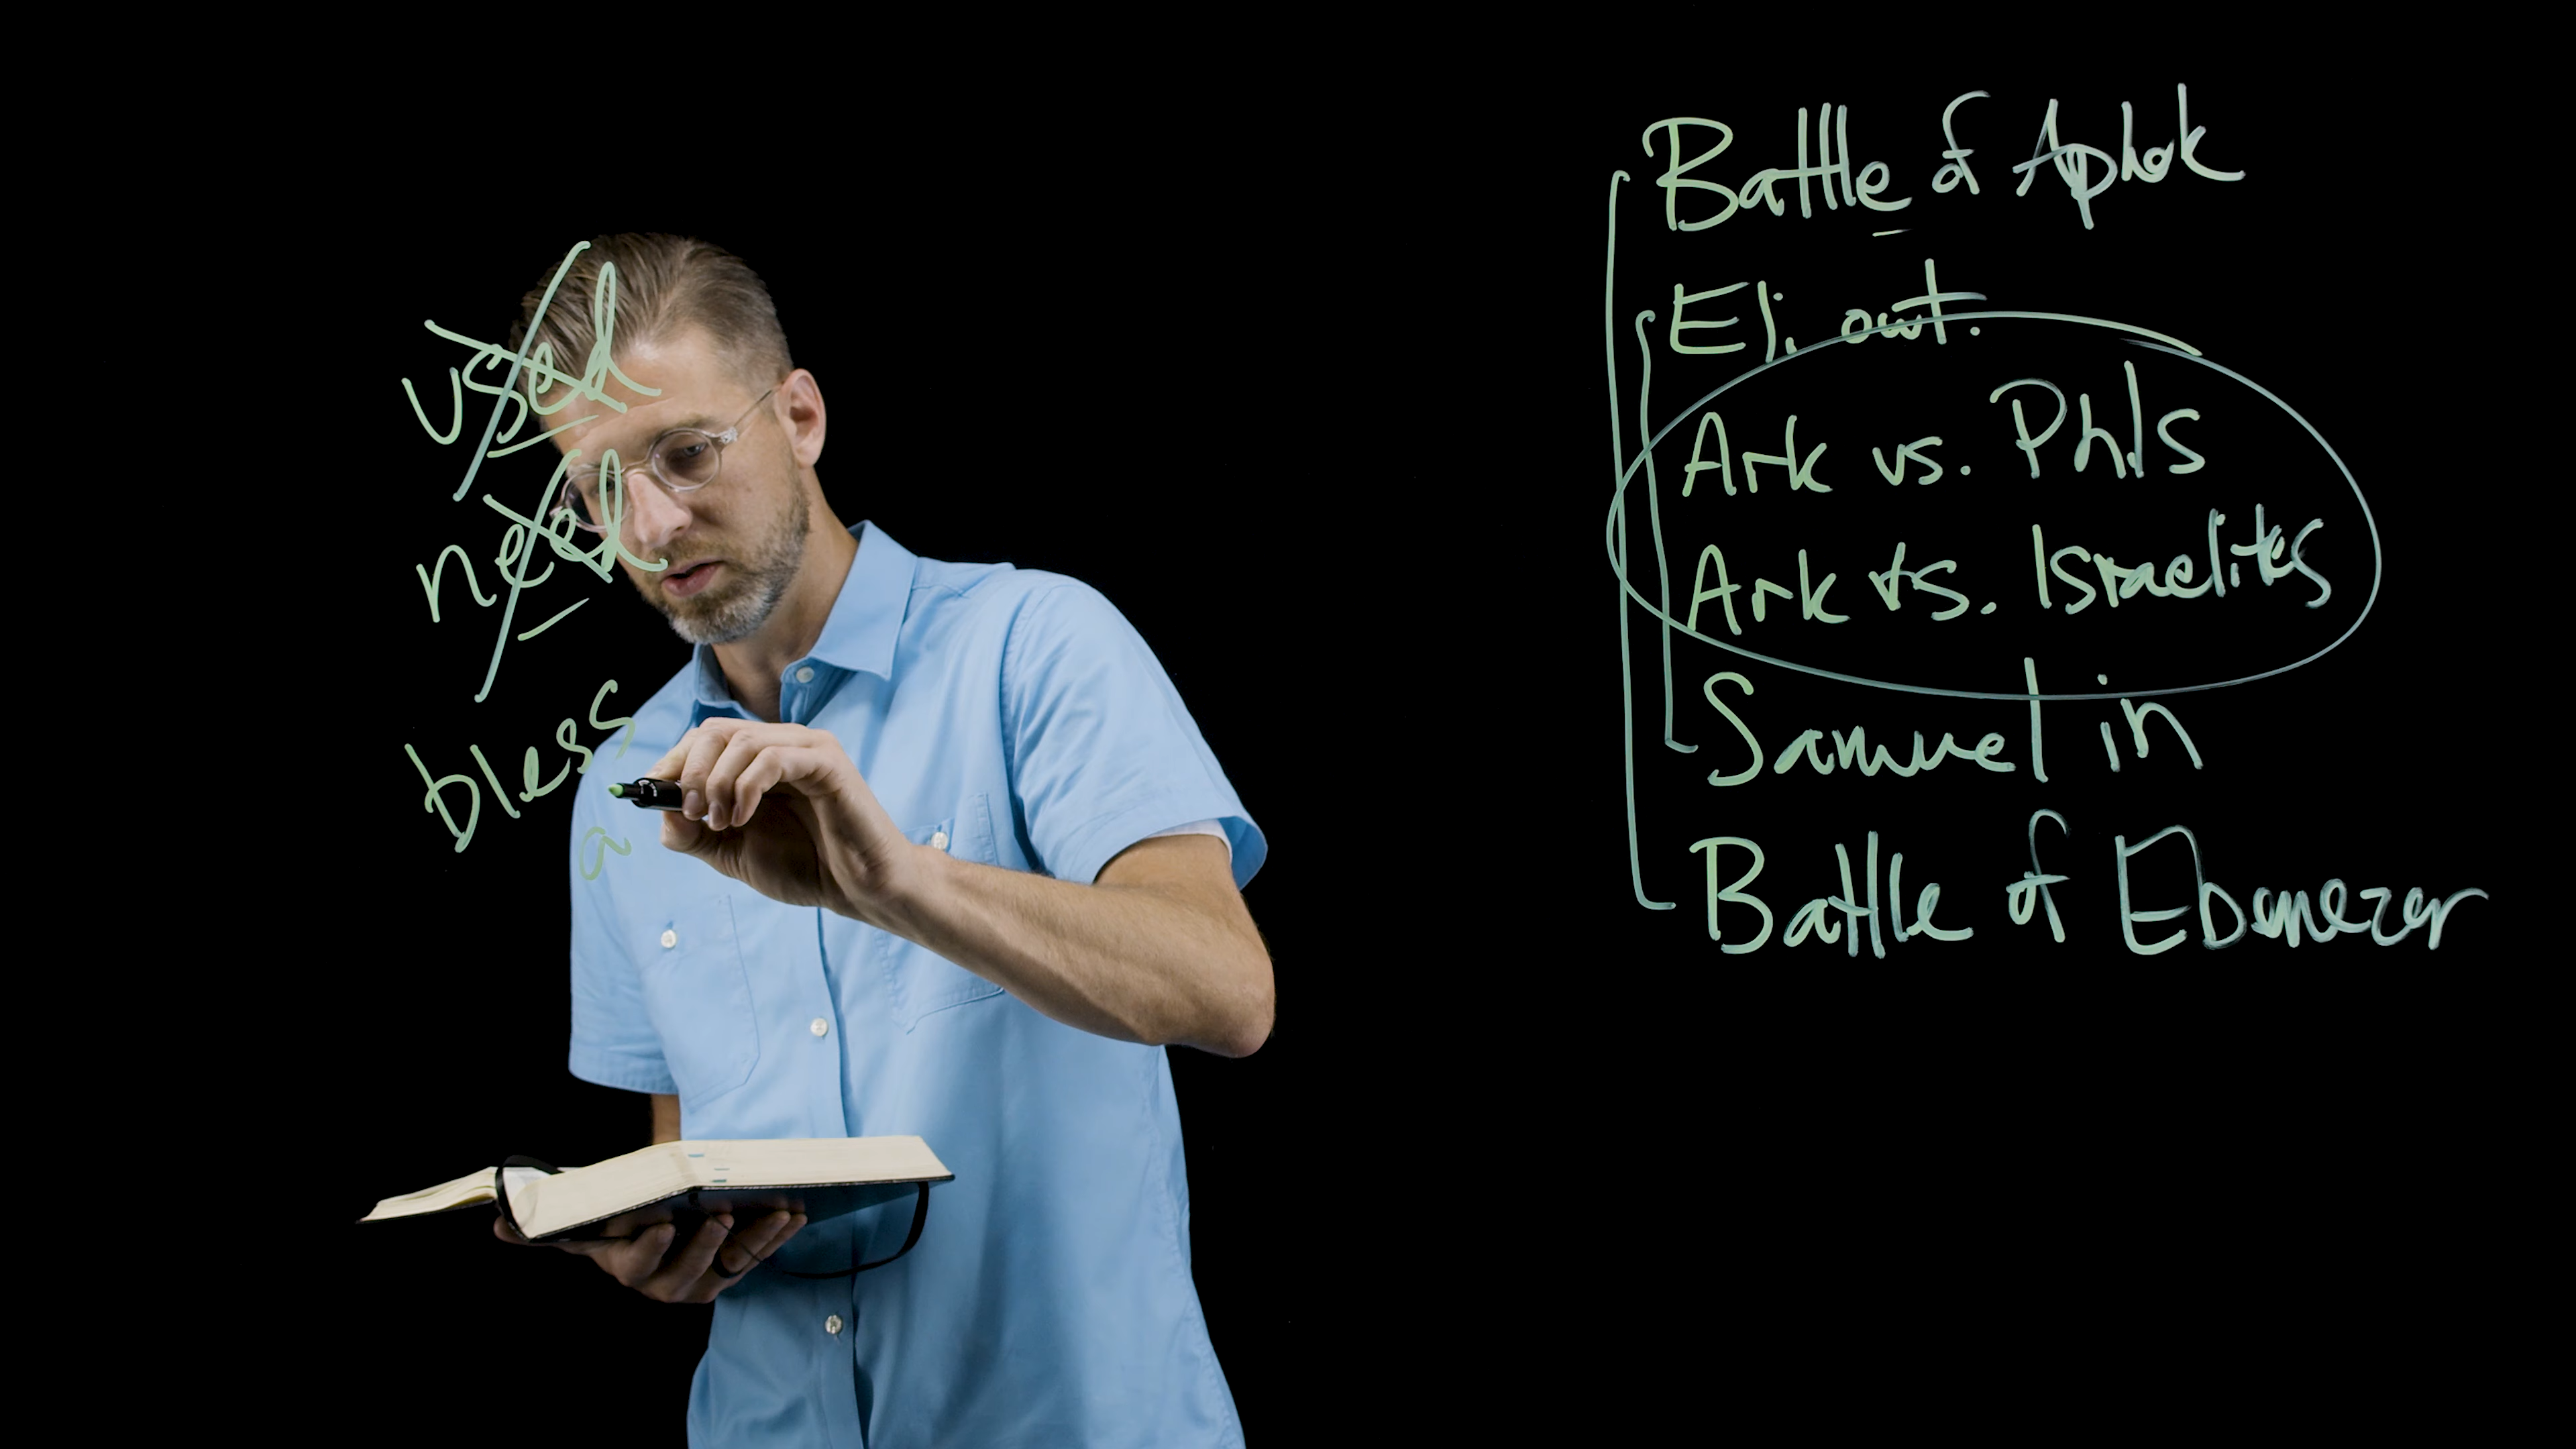 used
need
bless
a
Battle of Aphek
Eli out.
Ark vs. Phils
Ark vs. Israelites
Samuel in
Battle of Ebenezer